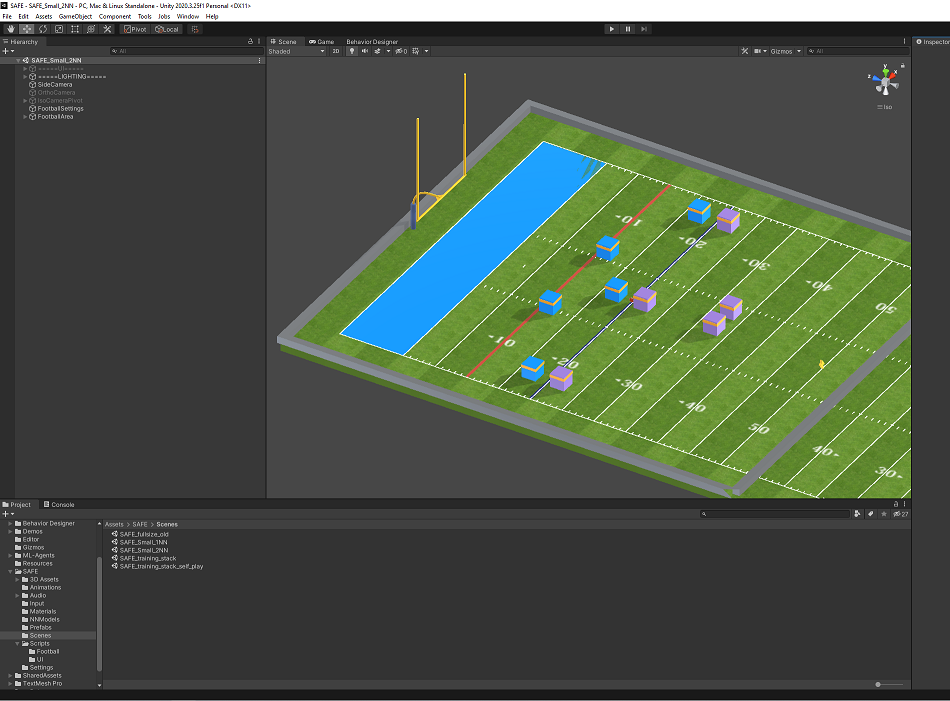 SAFE - SAFE_Small_2NN - PC, Mac & Linux Standalone - Unity 2020.3.25f1 Personal <DX11>
File Edit Assets GameObject Component Tools Jobs Window Help
Pivot Local
Hierarchy Scene Game Behavior Designer Inspector
All Shaded 2D 0 Gizmos All
SAFE_Small_2NN
=====UI=====
=====LIGHTING=====
SideCamera
OrthoCamera
IsoCameraPivot
FootballSettings
FootballArea
y
x
z
Iso
10
20
30
40
50
10
20
30
40
50
40
30
Project Console
27
Assets > SAFE > Scenes
Behavior Designer
Demos
Editor
Gizmos
ML-Agents
Resources
SAFE
3D Assets
Animations
Audio
Input
Materials
NNModels
Prefabs
Scenes
Scripts
Football
UI
Settings
SharedAssets
TextMesh Pro
SAFE_fullsize_old
SAFE_Small_1NN
SAFE_Small_2NN
SAFE_training_stack
SAFE_training_stack_self_play